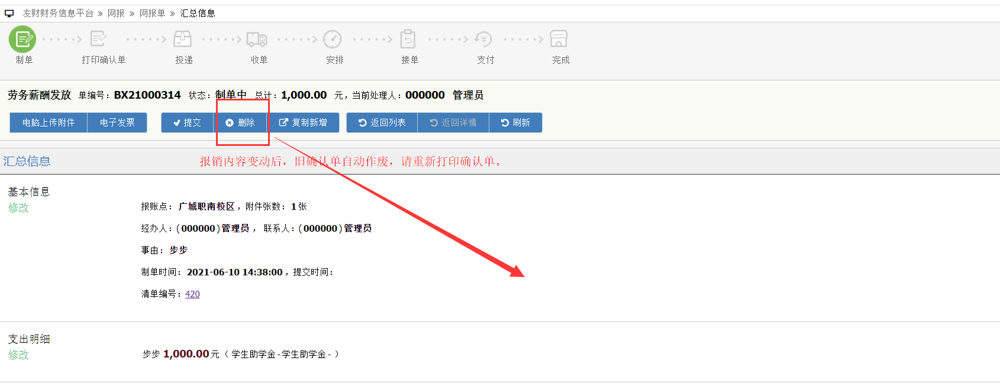 友财财务信息平台 » 网报 » 网报单 » 汇总信息
制单 打印确认单 投递 收单 安排 接单 支付 完成
劳务薪酬发放 单编号：BX21000314 状态：制单中 总计：1,000.00 元，当前处理人：000000 管理员
电脑上传附件 电子发票 提交 删除 复制新增 返回列表 返回详情 刷新
汇总信息 报销内容变动后，旧确认单自动作废，请重新打印确认单。
基本信息
修改
报账点：广城职南校区，附件张数：1张
经办人：(000000)管理员，联系人：(000000)管理员
事由：步步
制单时间：2021-06-10 14:38:00，提交时间：
清单编号：420
支出明细
修改
步步 1,000.00元（ 学生助学金-学生助学金- ）